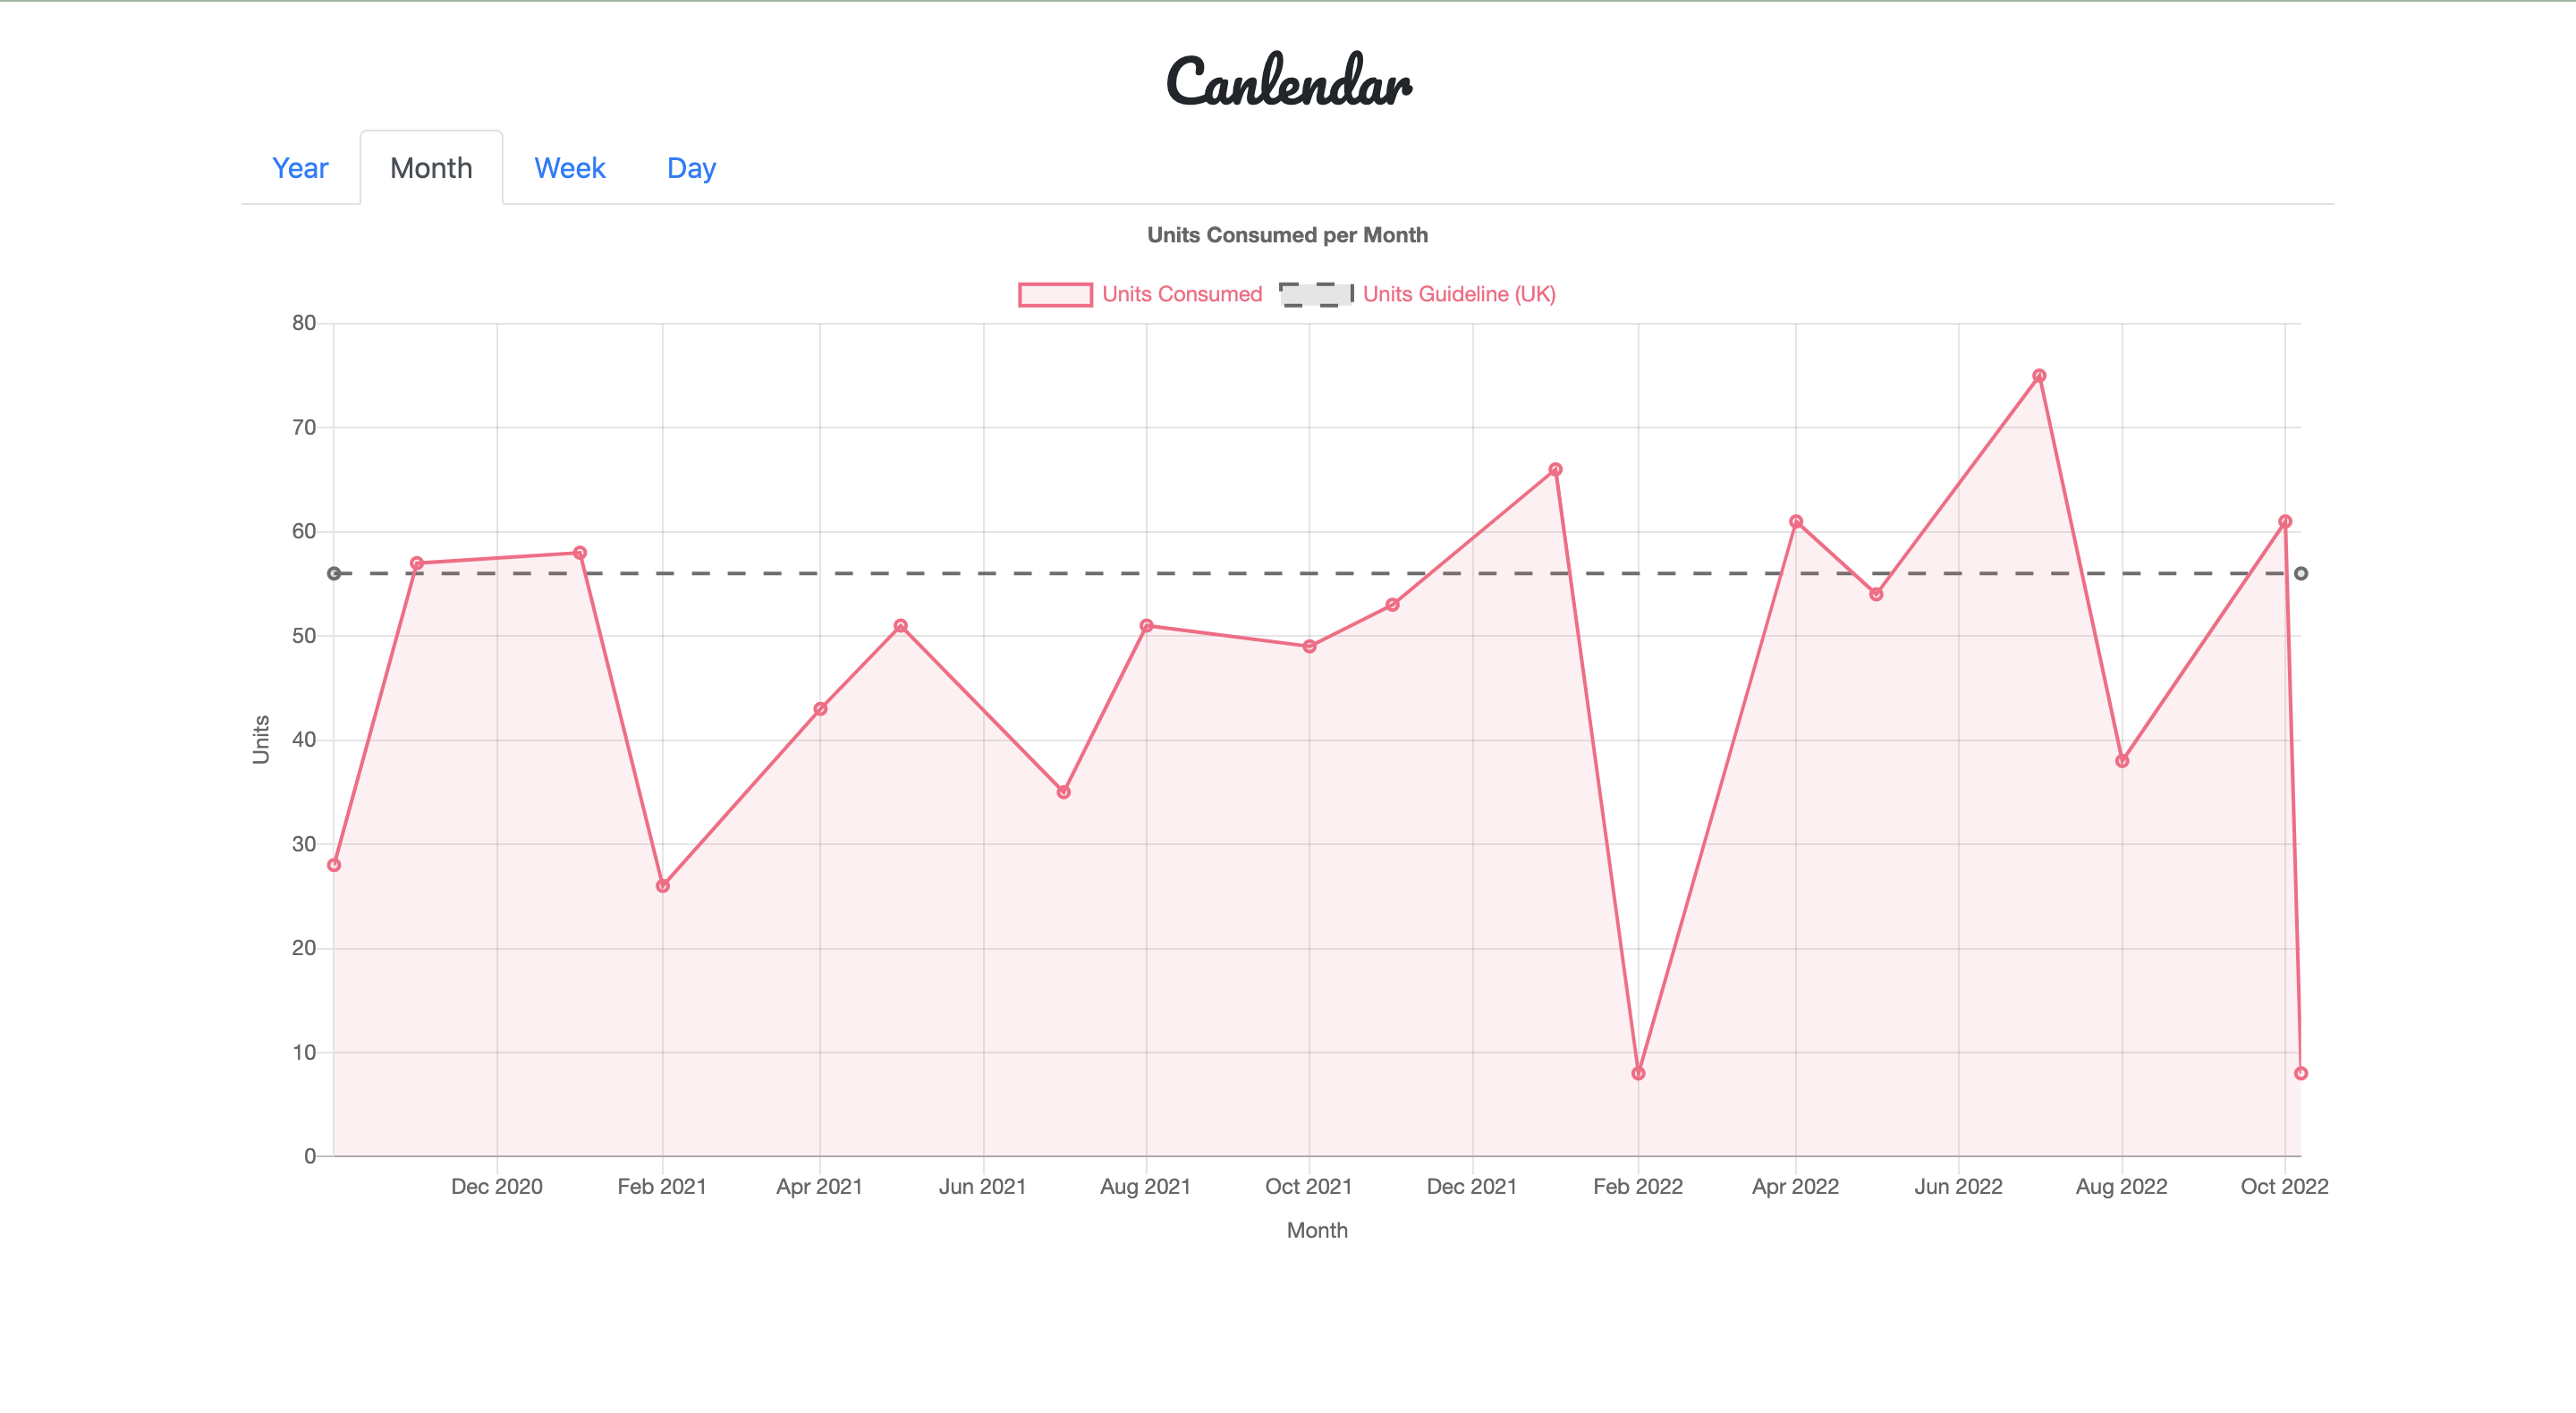 Canlendar
Year Month Week Day
Units Consumed per Month
Units Consumed Units Guideline (UK)
80
70
60
50
40
30
20
10
0
Units
Dec 2020 Feb 2021 Apr 2021 Jun 2021 Aug 2021 Oct 2021 Dec 2021 Feb 2022 Apr 2022 Jun 2022 Aug 2022 Oct 2022
Month